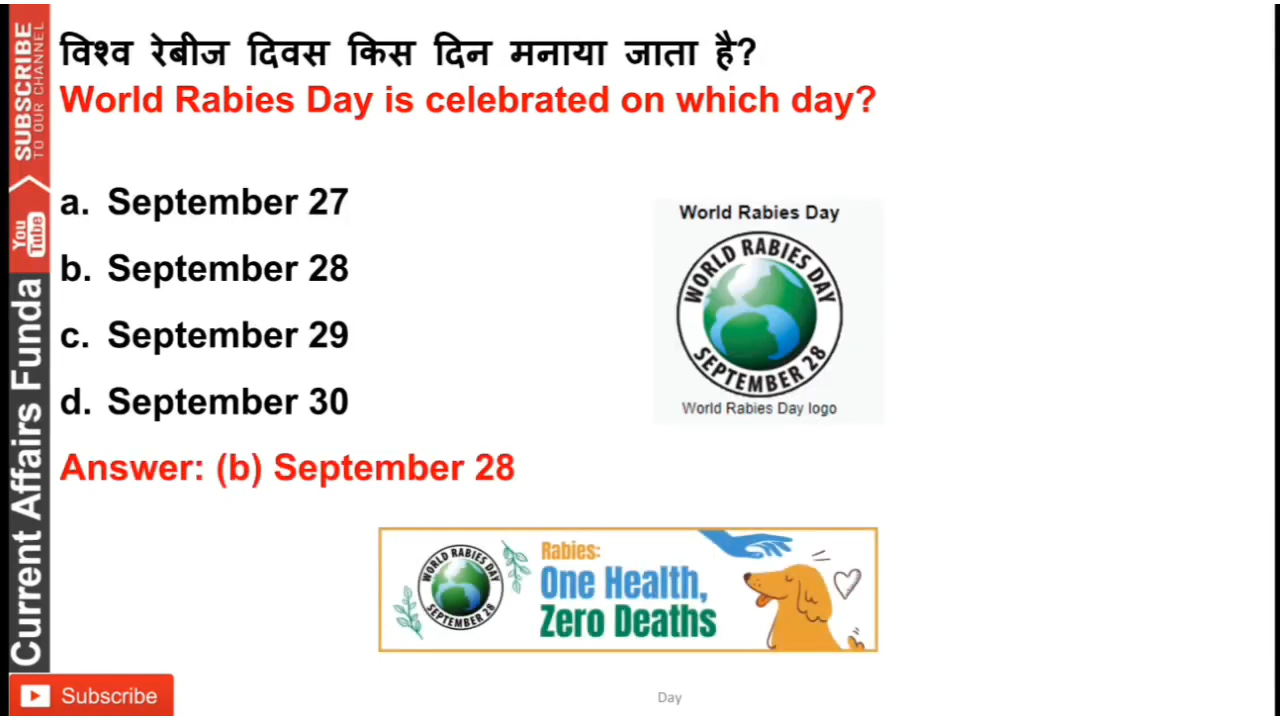 विश्व रेबीज दिवस किस दिन मनाया जाता है?
World Rabies Day is celebrated on which day?
a. September 27
b. September 28
c. September 29
d. September 30
Answer: (b) September 28
World Rabies Day
WORLD RABIES DAY
SEPTEMBER 28
World Rabies Day logo
WORLD RABIES DAY
SEPTEMBER 28
Rabies:
One Health,
Zero Deaths
SUBSCRIBE
TO OUR CHANNEL
You
Tube
Current Affairs Funda
Subscribe
Day